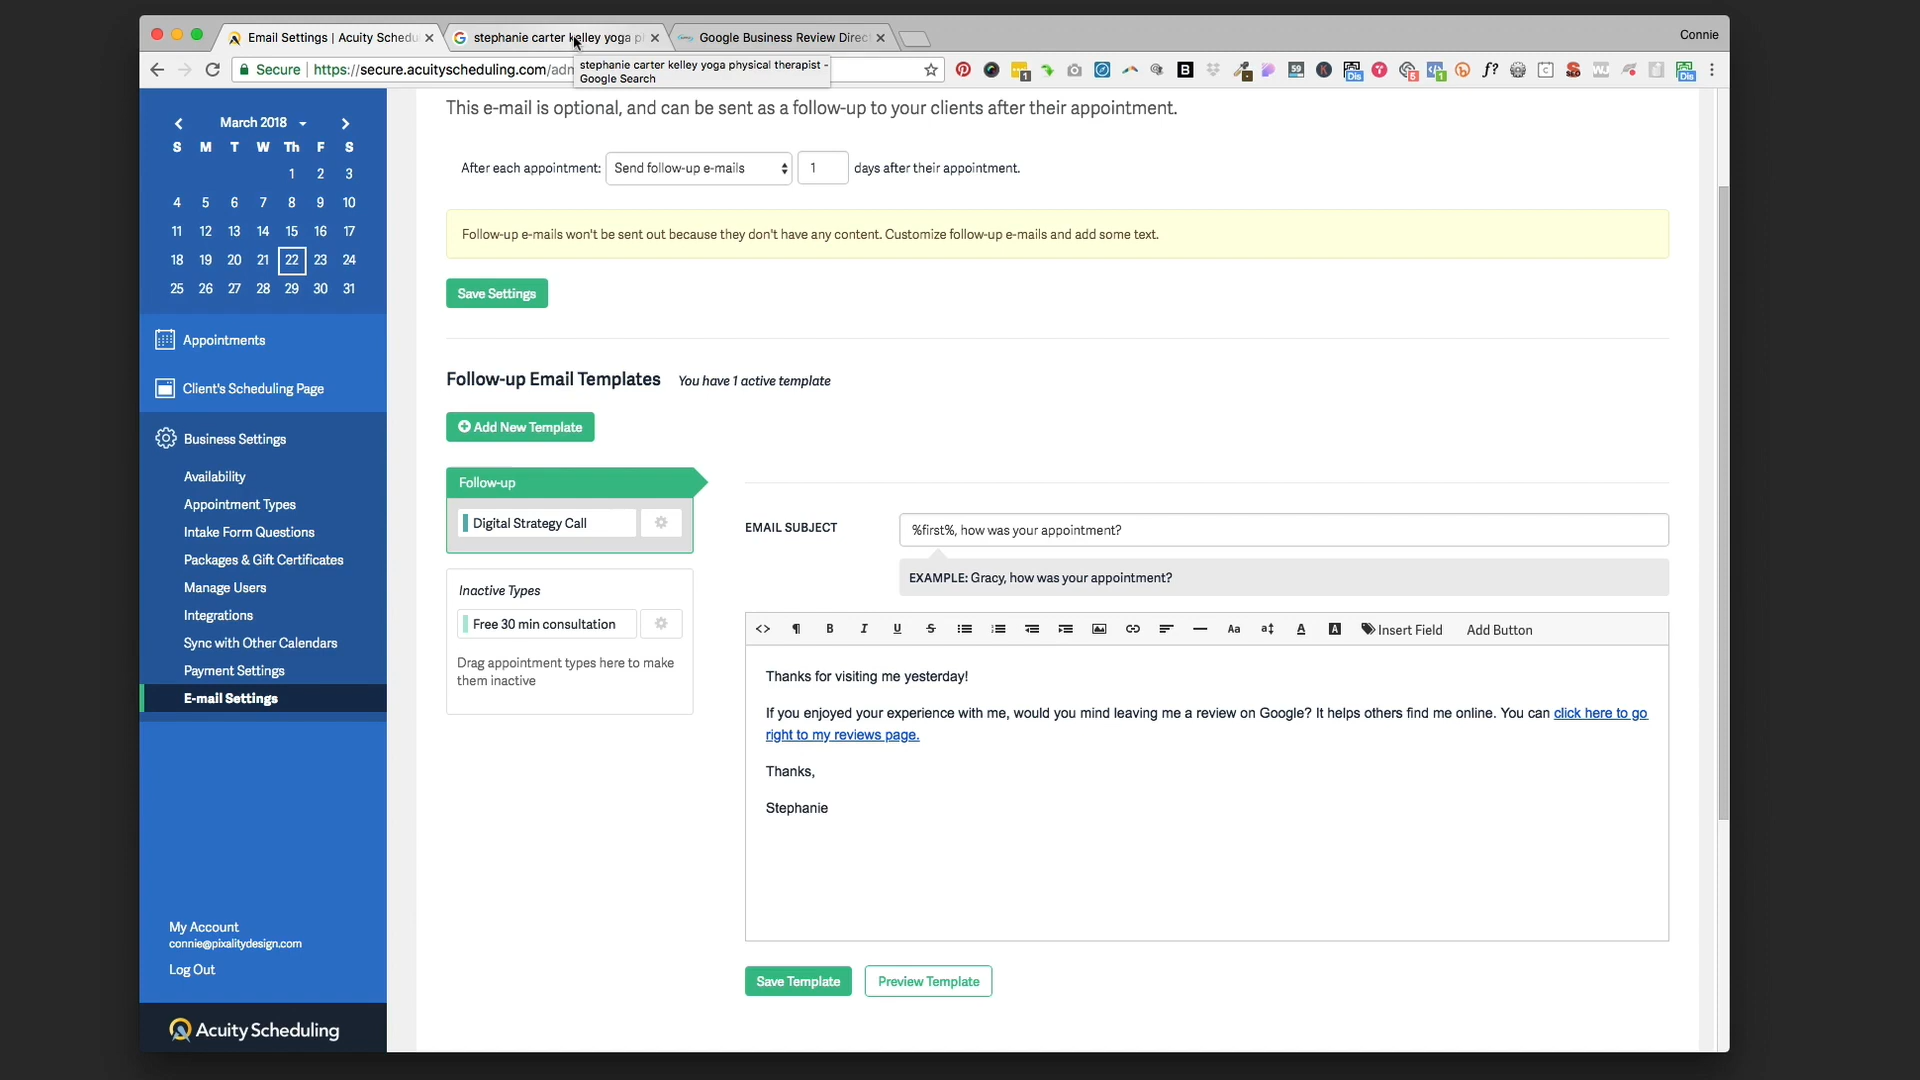 Email Settings | Acuity Schedu
stephanie carter kelley yoga p
Google Business Review Direct
Connie
Secure
https://secure.acuityscheduling.com/adm
stephanie carter kelley yoga physical therapist -
Google Search
March 2018
S M T W Th F S
1 2 3
4 5 6 7 8 9 10
11 12 13 14 15 16 17
18 19 20 21 22 23 24
25 26 27 28 29 30 31
Appointments
Client's Scheduling Page
Business Settings
Availability
Appointment Types
Intake Form Questions
Packages & Gift Certificates
Manage Users
Integrations
Sync with Other Calendars
Payment Settings
E-mail Settings
My Account
connie@pixalitydesign.com
Log Out
Acuity Scheduling
This e-mail is optional, and can be sent as a follow-up to your clients after their appointment.
After each appointment: Send follow-up e-mails 1 days after their appointment.
Follow-up e-mails won't be sent out because they don't have any content. Customize follow-up e-mails and add some text.
Save Settings
Follow-up Email Templates You have 1 active template
Add New Template
Follow-up
Digital Strategy Call
Inactive Types
Free 30 min consultation
Drag appointment types here to make
them inactive
EMAIL SUBJECT
%first%, how was your appointment?
EXAMPLE: Gracy, how was your appointment?
Insert Field Add Button
Thanks for visiting me yesterday!
If you enjoyed your experience with me, would you mind leaving me a review on Google? It helps others find me online. You can click here to go
right to my reviews page.
Thanks,
Stephanie
Save Template
Preview Template